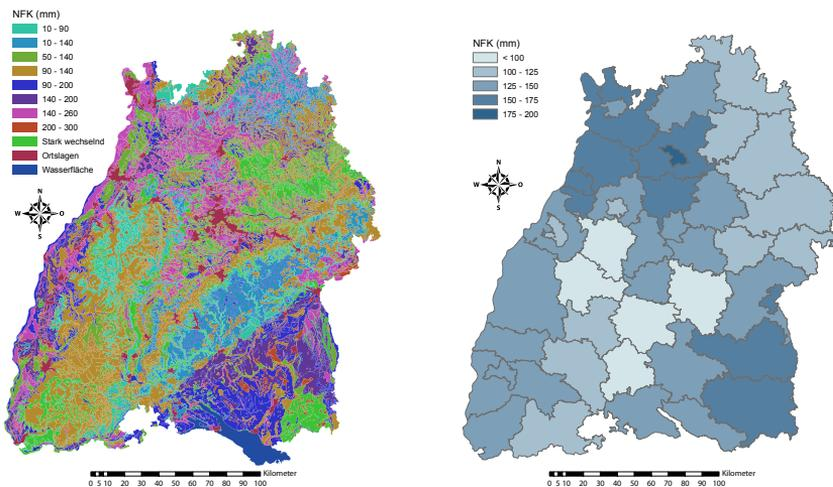 NFK (mm)
10 - 90
10 - 140
50 - 140
90 - 140
90 - 200
140 - 200
140 - 260
200 - 300
Stark wechselnd
Ortslagen
Wasserfläche
N
W O
S
Kilometer
0 5 10 20 30 40 50 60 70 80 90 100
NFK (mm)
< 100
100 - 125
125 - 150
150 - 175
175 - 200
N
W O
S
Kilometer
0 5 10 20 30 40 50 60 70 80 90 100